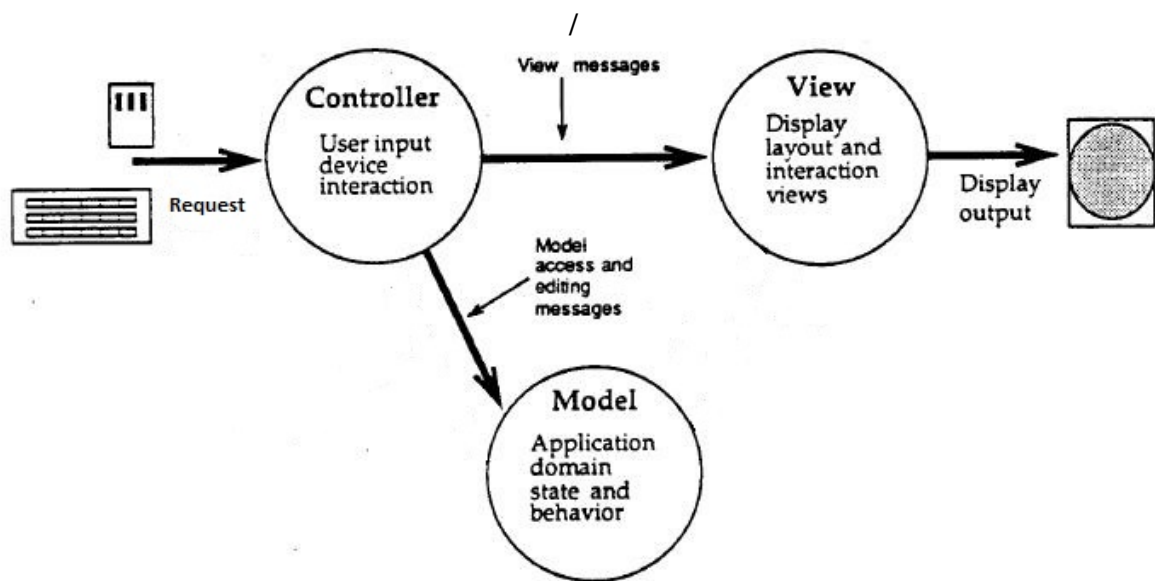 /
View messages
Controller
User input
device
interaction
View
Display
layout and
interaction
views
Request
Display
output
Model
access and
editing
messages
Model
Application
domain
state and
behavior